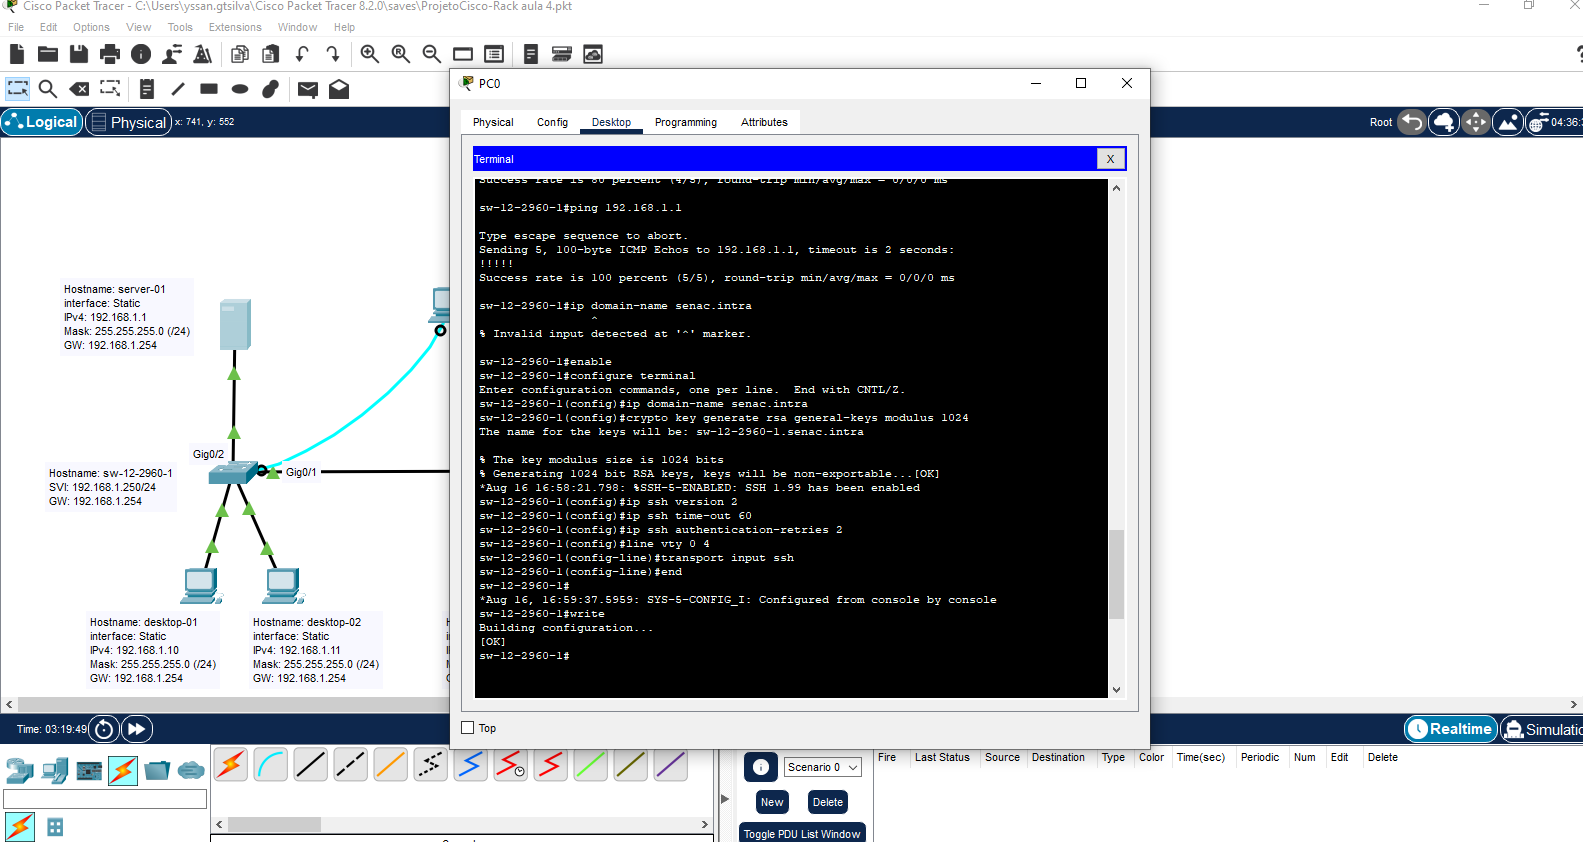 Cisco Packet Tracer - C:\Users\yssan.gtsilva\Cisco Packet Tracer 8.2.0\saves\ProjetoCisco-Rack aula 4.pkt
File Edit Options View Tools Extensions Window Help
Logical Physical x: 741, y: 552
Root 04:36:
PC0
Physical Config Desktop Programming Attributes
Terminal X
Success rate is 80 percent (4/5), round-trip min/avg/max = 0/0/0 ms
sw-12-2960-1#ping 192.168.1.1
Type escape sequence to abort.
Sending 5, 100-byte ICMP Echos to 192.168.1.1, timeout is 2 seconds:
!!!!!
Success rate is 100 percent (5/5), round-trip min/avg/max = 0/0/0 ms
sw-12-2960-1#ip domain-name senac.intra
^
% Invalid input detected at '^' marker.
sw-12-2960-1#enable
sw-12-2960-1#configure terminal
Enter configuration commands, one per line.  End with CNTL/Z.
sw-12-2960-1(config)#ip domain-name senac.intra
sw-12-2960-1(config)#crypto key generate rsa general-keys modulus 1024
The name for the keys will be: sw-12-2960-1.senac.intra
% The key modulus size is 1024 bits
% Generating 1024 bit RSA keys, keys will be non-exportable...[OK]
*Aug 16 16:58:21.798: %SSH-5-ENABLED: SSH 1.99 has been enabled
sw-12-2960-1(config)#ip ssh version 2
sw-12-2960-1(config)#ip ssh time-out 60
sw-12-2960-1(config)#ip ssh authentication-retries 2
sw-12-2960-1(config)#line vty 0 4
sw-12-2960-1(config-line)#transport input ssh
sw-12-2960-1(config-line)#end
sw-12-2960-1#
*Aug 16, 16:59:37.5959: SYS-5-CONFIG_I: Configured from console by console
sw-12-2960-1#write
Building configuration...
[OK]
sw-12-2960-1#
Top
Hostname: server-01
interface: Static
IPv4: 192.168.1.1
Mask: 255.255.255.0 (/24)
GW: 192.168.1.254
Gig0/2
Gig0/1
Hostname: sw-12-2960-1
SVI: 192.168.1.250/24
GW: 192.168.1.254
Hostname: desktop-01
interface: Static
IPv4: 192.168.1.10
Mask: 255.255.255.0 (/24)
GW: 192.168.1.254
Hostname: desktop-02
interface: Static
IPv4: 192.168.1.11
Mask: 255.255.255.0 (/24)
GW: 192.168.1.254
Time: 03:19:49
Realtime Simulatic
Scenario 0
New Delete
Toggle PDU List Window
Fire Last Status Source Destination Type Color Time(sec) Periodic Num Edit Delete